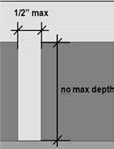 1/2" max
no max depth